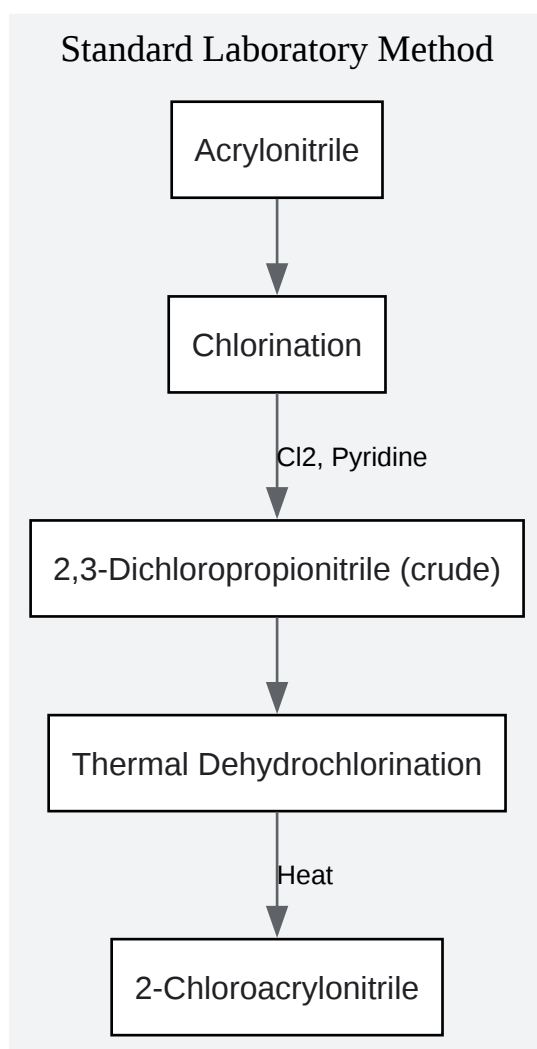 Standard Laboratory Method
Acrylonitrile
Chlorination
Cl2, Pyridine
2,3-Dichloropropionitrile (crude)
Thermal Dehydrochlorination
Heat
2-Chloroacrylonitrile